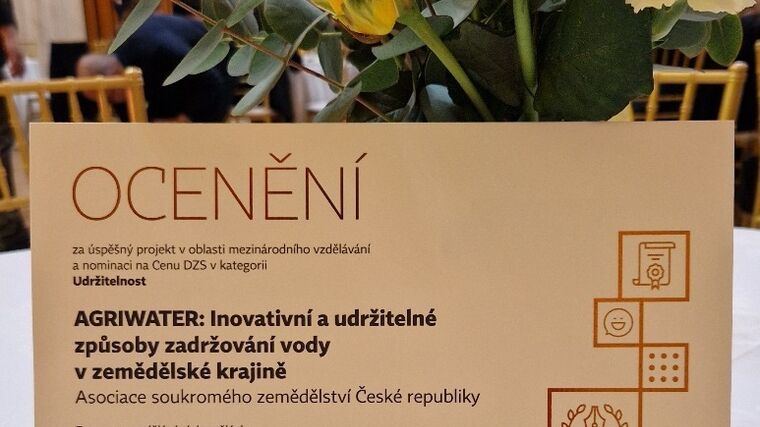 OCENĚNÍ
za úspěšný projekt v oblasti mezinárodního vzdělávání
a nominaci na Cenu DZS v kategorii
Udržitelnost
AGRIWATER: Inovativní a udržitelné
způsoby zadržování vody
v zemědělské krajině
Asociace soukromého zemědělství České republiky